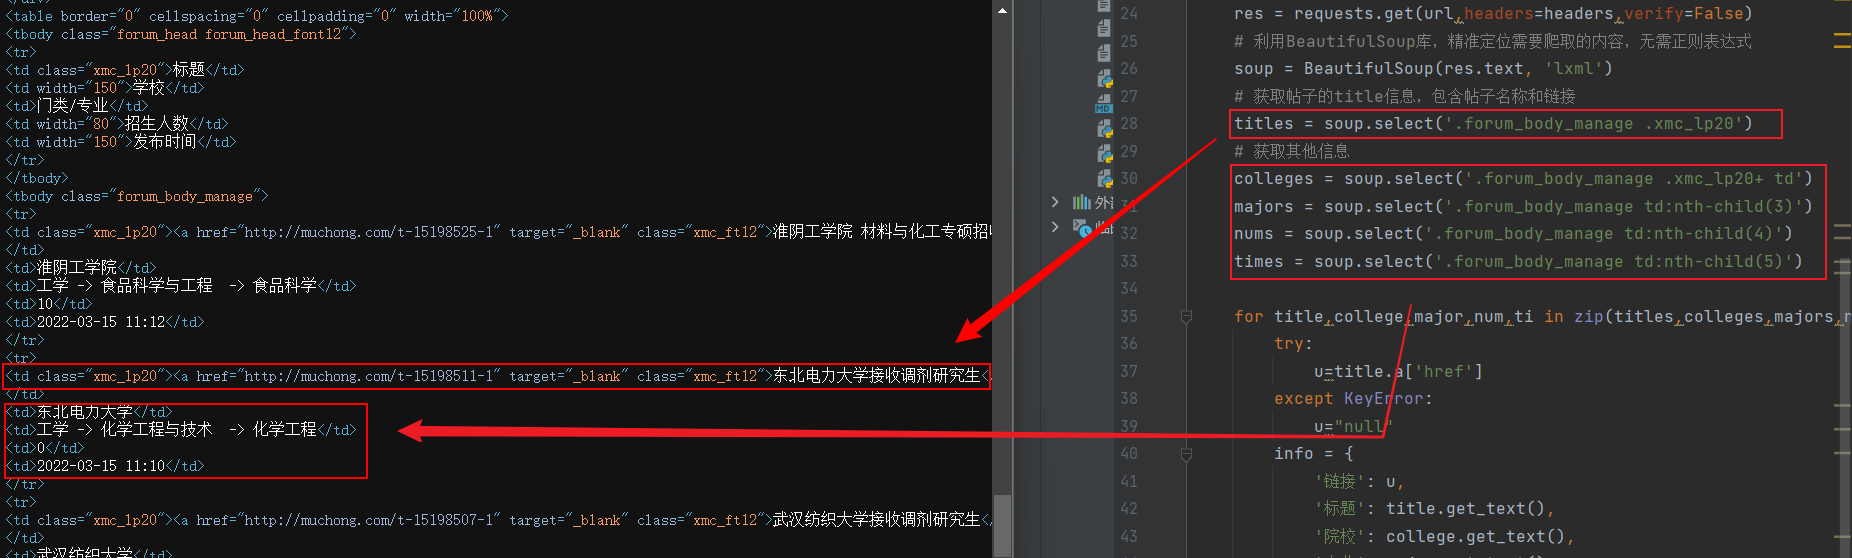 </div>
<table border="0" cellspacing="0" cellpadding="0" width="100%">
<tbody class="forum_head forum_head_font12">
<tr>
<td class="xmc_lp20">标题</td>
<td width="150">学校</td>
<td>门类/专业</td>
<td width="80">招生人数</td>
<td width="150">发布时间</td>
</tr>
</tbody>
<tbody class="forum_body_manage">
<tr>
<td class="xmc_lp20"><a href="http://muchong.com/t-15198525-1" target="_blank" class="xmc_ft12">淮阴工学院 材料与化工专硕招
</td>
<td>淮阴工学院</td>
<td>工学 -> 食品科学与工程  -> 食品科学</td>
<td>10</td>
<td>2022-03-15 11:12</td>
</tr>
<tr>
<td class="xmc_lp20"><a href="http://muchong.com/t-15198511-1" target="_blank" class="xmc_ft12">东北电力大学接收调剂研究生<
</td>
<td>东北电力大学</td>
<td>工学 -> 化学工程与技术  -> 化学工程</td>
<td>0</td>
<td>2022-03-15 11:10</td>
</tr>
<tr>
<td class="xmc_lp20"><a href="http://muchong.com/t-15198507-1" target="_blank" class="xmc_ft12">武汉纺织大学接收调剂研究生<
</td>
<td>武汉纺织大学</td>
MD
24 res = requests.get(url,headers=headers,verify=False)
25 # 利用BeautifulSoup库，精准定位需要爬取的内容，无需正则表达式
26 soup = BeautifulSoup(res.text, 'lxml')
27 # 获取帖子的title信息，包含帖子名称和链接
28 titles = soup.select('.forum_body_manage .xmc_lp20')
29 # 获取其他信息
30 colleges = soup.select('.forum_body_manage .xmc_lp20+ td')
31 majors = soup.select('.forum_body_manage td:nth-child(3)')
32 nums = soup.select('.forum_body_manage td:nth-child(4)')
33 times = soup.select('.forum_body_manage td:nth-child(5)')
34
35 for title,college,major,num,ti in zip(titles,colleges,majors,n
36 try:
37 u=title.a['href']
38 except KeyError:
39 u="null"
40 info = {
41 '链接': u,
42 '标题': title.get_text(),
43 '院校': college.get_text(),